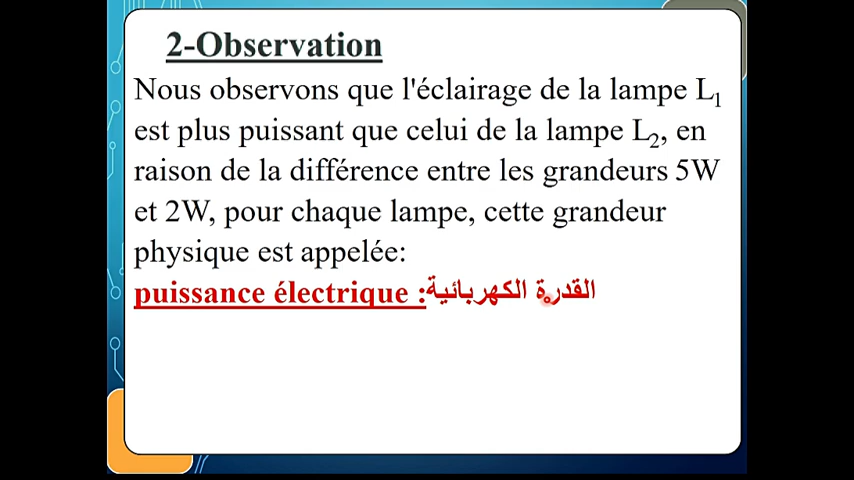 2-Observation
Nous observons que l'éclairage de la lampe L₁
est plus puissant que celui de la lampe L₂, en
raison de la différence entre les grandeurs 5W
et 2W, pour chaque lampe, cette grandeur
physique est appelée:
puissance électrique :القدرة الكهربائية